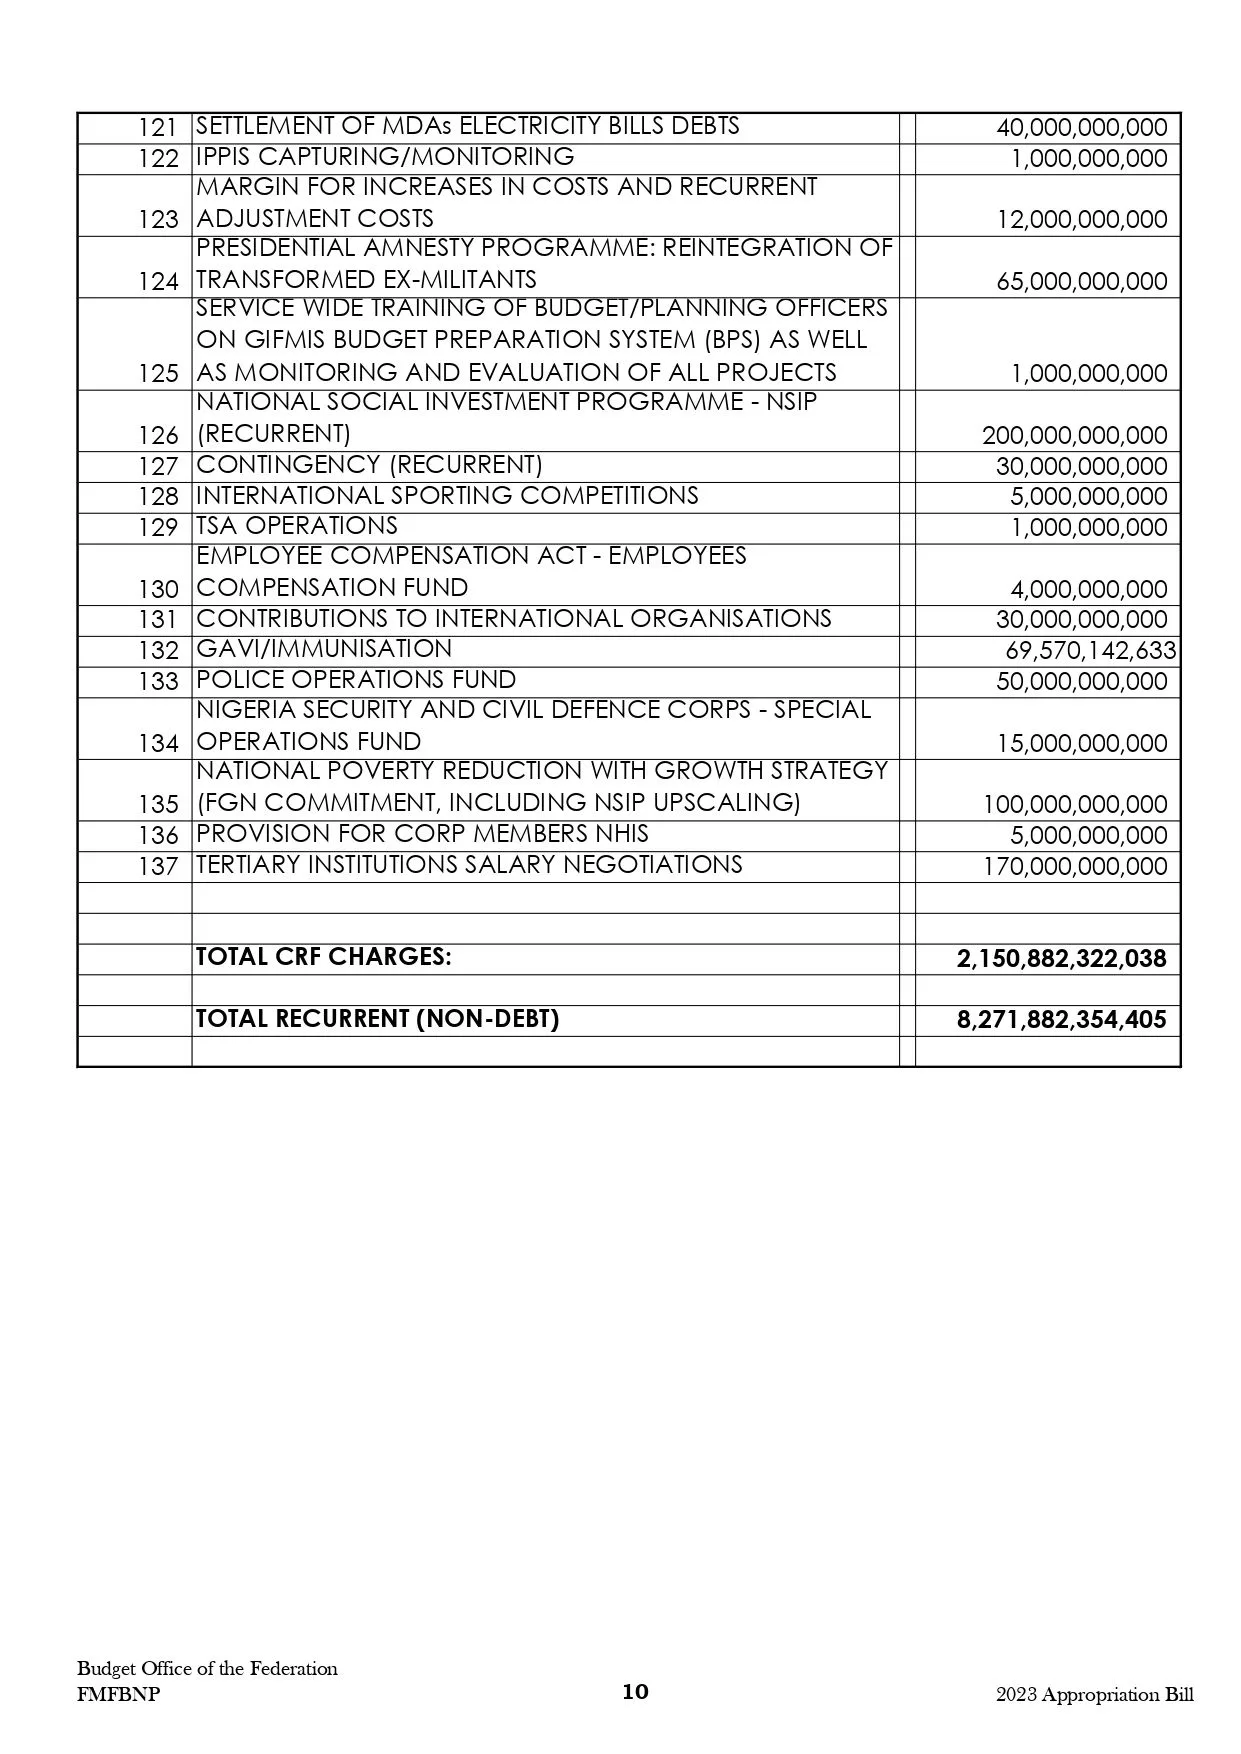 121 SETTLEMENT OF MDAs ELECTRICITY BILLS DEBTS 40,000,000,000
122 IPPIS CAPTURING/MONITORING 1,000,000,000
MARGIN FOR INCREASES IN COSTS AND RECURRENT
123 ADJUSTMENT COSTS 12,000,000,000
PRESIDENTIAL AMNESTY PROGRAMME: REINTEGRATION OF
124 TRANSFORMED EX-MILITANTS 65,000,000,000
SERVICE WIDE TRAINING OF BUDGET/PLANNING OFFICERS
ON GIFMIS BUDGET PREPARATION SYSTEM (BPS) AS WELL
125 AS MONITORING AND EVALUATION OF ALL PROJECTS 1,000,000,000
NATIONAL SOCIAL INVESTMENT PROGRAMME - NSIP
126 (RECURRENT) 200,000,000,000
127 CONTINGENCY (RECURRENT) 30,000,000,000
128 INTERNATIONAL SPORTING COMPETITIONS 5,000,000,000
129 TSA OPERATIONS 1,000,000,000
EMPLOYEE COMPENSATION ACT - EMPLOYEES
130 COMPENSATION FUND 4,000,000,000
131 CONTRIBUTIONS TO INTERNATIONAL ORGANISATIONS 30,000,000,000
132 GAVI/IMMUNISATION 69,570,142,633
133 POLICE OPERATIONS FUND 50,000,000,000
NIGERIA SECURITY AND CIVIL DEFENCE CORPS - SPECIAL
134 OPERATIONS FUND 15,000,000,000
NATIONAL POVERTY REDUCTION WITH GROWTH STRATEGY
135 (FGN COMMITMENT, INCLUDING NSIP UPSCALING) 100,000,000,000
136 PROVISION FOR CORP MEMBERS NHIS 5,000,000,000
137 TERTIARY INSTITUTIONS SALARY NEGOTIATIONS 170,000,000,000
TOTAL CRF CHARGES: 2,150,882,322,038
TOTAL RECURRENT (NON-DEBT) 8,271,882,354,405
Budget Office of the Federation
FMFBNP 10 2023 Appropriation Bill